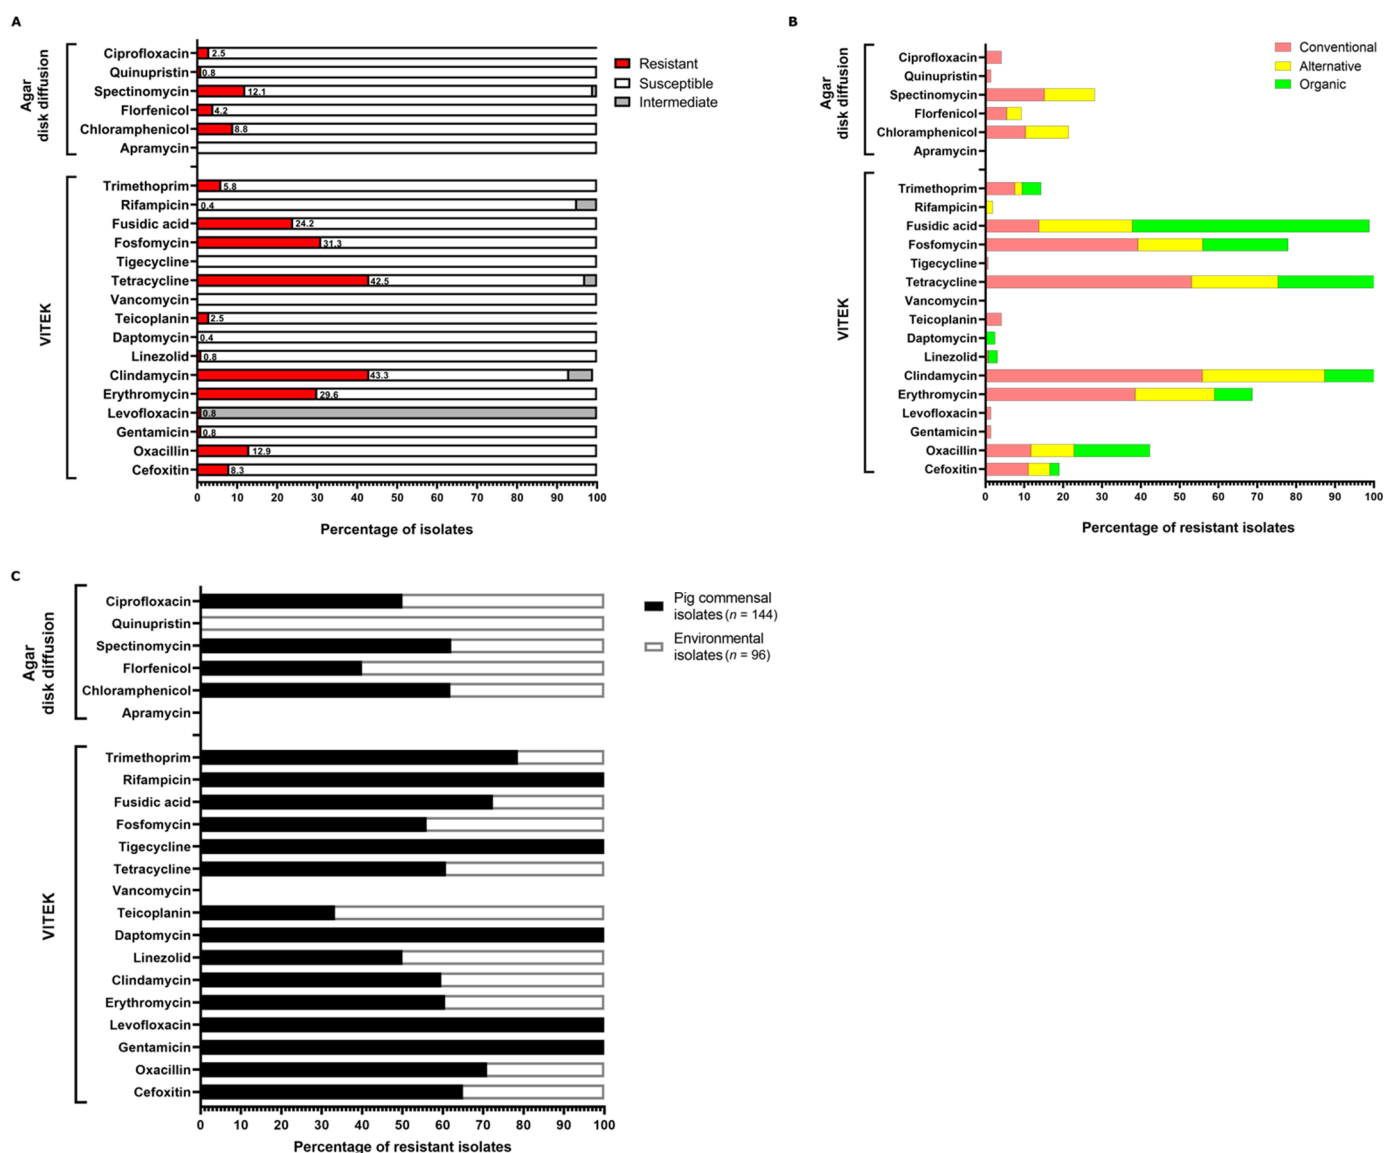 A
Agar
disk diffusion
Ciprofloxacin
2.5
Quinupristin
0.8
Spectinomycin
12.1
Florfenicol
4.2
Chloramphenicol
8.8
Apramycin
VITEK
Trimethoprim
5.8
Rifampicin
0.4
Fusidic acid
24.2
Fosfomycin
31.3
Tigecycline
Tetracycline
42.5
Vancomycin
Teicoplanin
2.5
Daptomycin
0.4
Linezolid
0.8
Clindamycin
43.3
Erythromycin
29.6
Levofloxacin
0.8
Gentamicin
0.8
Oxacillin
12.9
Cefoxitin
8.3
0 10 20 30 40 50 60 70 80 90 100
Percentage of isolates
Resistant
Susceptible
Intermediate
B
Agar
disk diffusion
Ciprofloxacin
Quinupristin
Spectinomycin
Florfenicol
Chloramphenicol
Apramycin
VITEK
Trimethoprim
Rifampicin
Fusidic acid
Fosfomycin
Tigecycline
Tetracycline
Vancomycin
Teicoplanin
Daptomycin
Linezolid
Clindamycin
Erythromycin
Levofloxacin
Gentamicin
Oxacillin
Cefoxitin
0 10 20 30 40 50 60 70 80 90 100
Percentage of resistant isolates
Conventional
Alternative
Organic
C
Agar
disk diffusion
Ciprofloxacin
Quinupristin
Spectinomycin
Florfenicol
Chloramphenicol
Apramycin
VITEK
Trimethoprim
Rifampicin
Fusidic acid
Fosfomycin
Tigecycline
Tetracycline
Vancomycin
Teicoplanin
Daptomycin
Linezolid
Clindamycin
Erythromycin
Levofloxacin
Gentamicin
Oxacillin
Cefoxitin
0 10 20 30 40 50 60 70 80 90 100
Percentage of resistant isolates
Pig commensal
isolates (n = 144)
Environmental
isolates (n = 96)